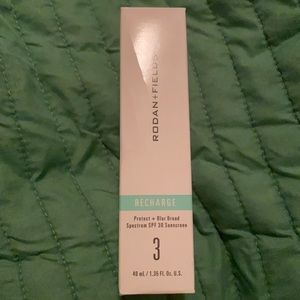 RODAN+FIELDS
RECHARGE
Protect + Blur Broad
Spectrum SPF 30 Sunscreen
3
40 mL / 1.35 Fl. Oz. U.S.